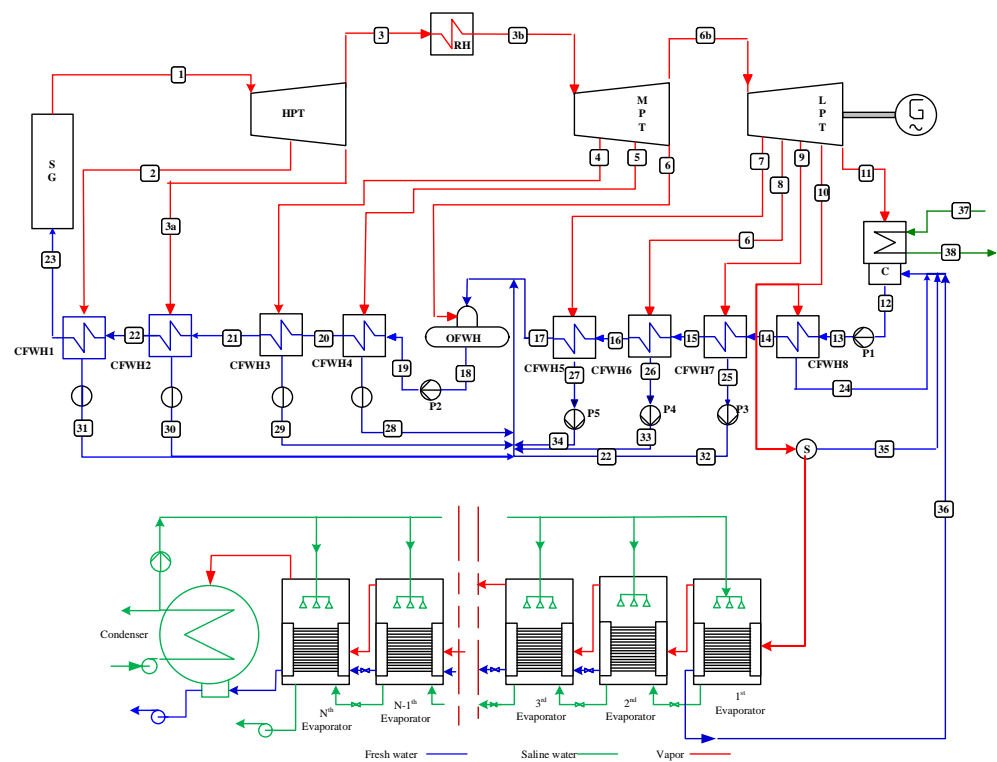 3
3b
6b
RH
1
S
G
HPT
M
P
T
L
P
T
G
2
3a
4
5
6
7
8
9
10
11
6
37
38
C
12
23
22
21
20
19
18
17
16
15
14
13
P1
CFWH1
CFWH2
CFWH3
CFWH4
OFWH
P2
CFWH5
CFWH6
CFWH7
CFWH8
27
26
25
24
P5
P4
P3
31
30
29
28
34
33
22
32
S
35
36
Condenser
Nth
Evaporator
N-1th
Evaporator
3rd
Evaporator
2nd
Evaporator
1st
Evaporator
Fresh water
Saline water
Vapor